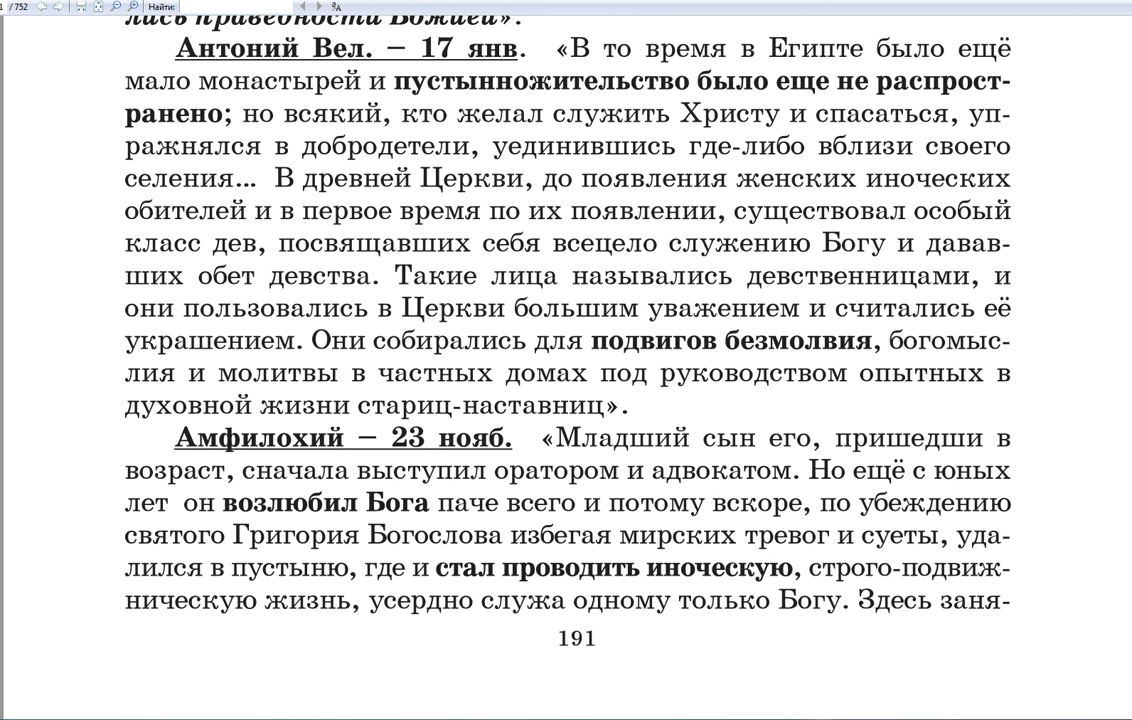 / 752 Найти:
лись праведности Божией».
Антоний Вел. – 17 янв. «В то время в Египте было ещё
мало монастырей и пустынножительство было еще не распрост-
ранено; но всякий, кто желал служить Христу и спасаться, уп-
ражнялся в добродетели, уединившись где-либо вблизи своего
селения... В древней Церкви, до появления женских иноческих
обителей и в первое время по их появлении, существовал особый
класс дев, посвящавших себя всецело служению Богу и давав-
ших обет девства. Такие лица назывались девственницами, и
они пользовались в Церкви большим уважением и считались её
украшением. Они собирались для подвигов безмолвия, богомыс-
лия и молитвы в частных домах под руководством опытных в
духовной жизни стариц-наставниц».
Амфилохий – 23 нояб. «Младший сын его, пришедши в
возраст, сначала выступил оратором и адвокатом. Но ещё с юных
лет он возлюбил Бога паче всего и потому вскоре, по убеждению
святого Григория Богослова избегая мирских тревог и суеты, уда-
лился в пустыню, где и стал проводить иноческую, строго-подвиж-
ническую жизнь, усердно служа одному только Богу. Здесь заня-
191